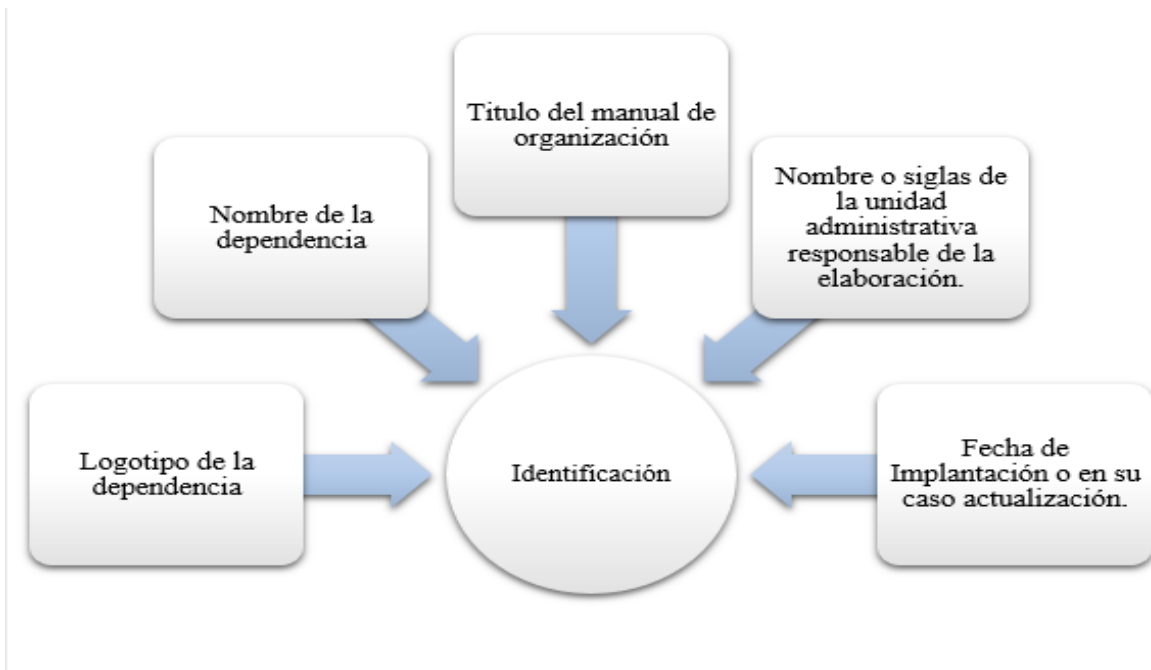 Titulo del manual de
organización
Nombre de la
dependencia
Nombre o siglas de
la unidad
administrativa
responsable de la
elaboración.
Logotipo de la
dependencia
Identificación
Fecha de
Implantación o en su
caso actualización.